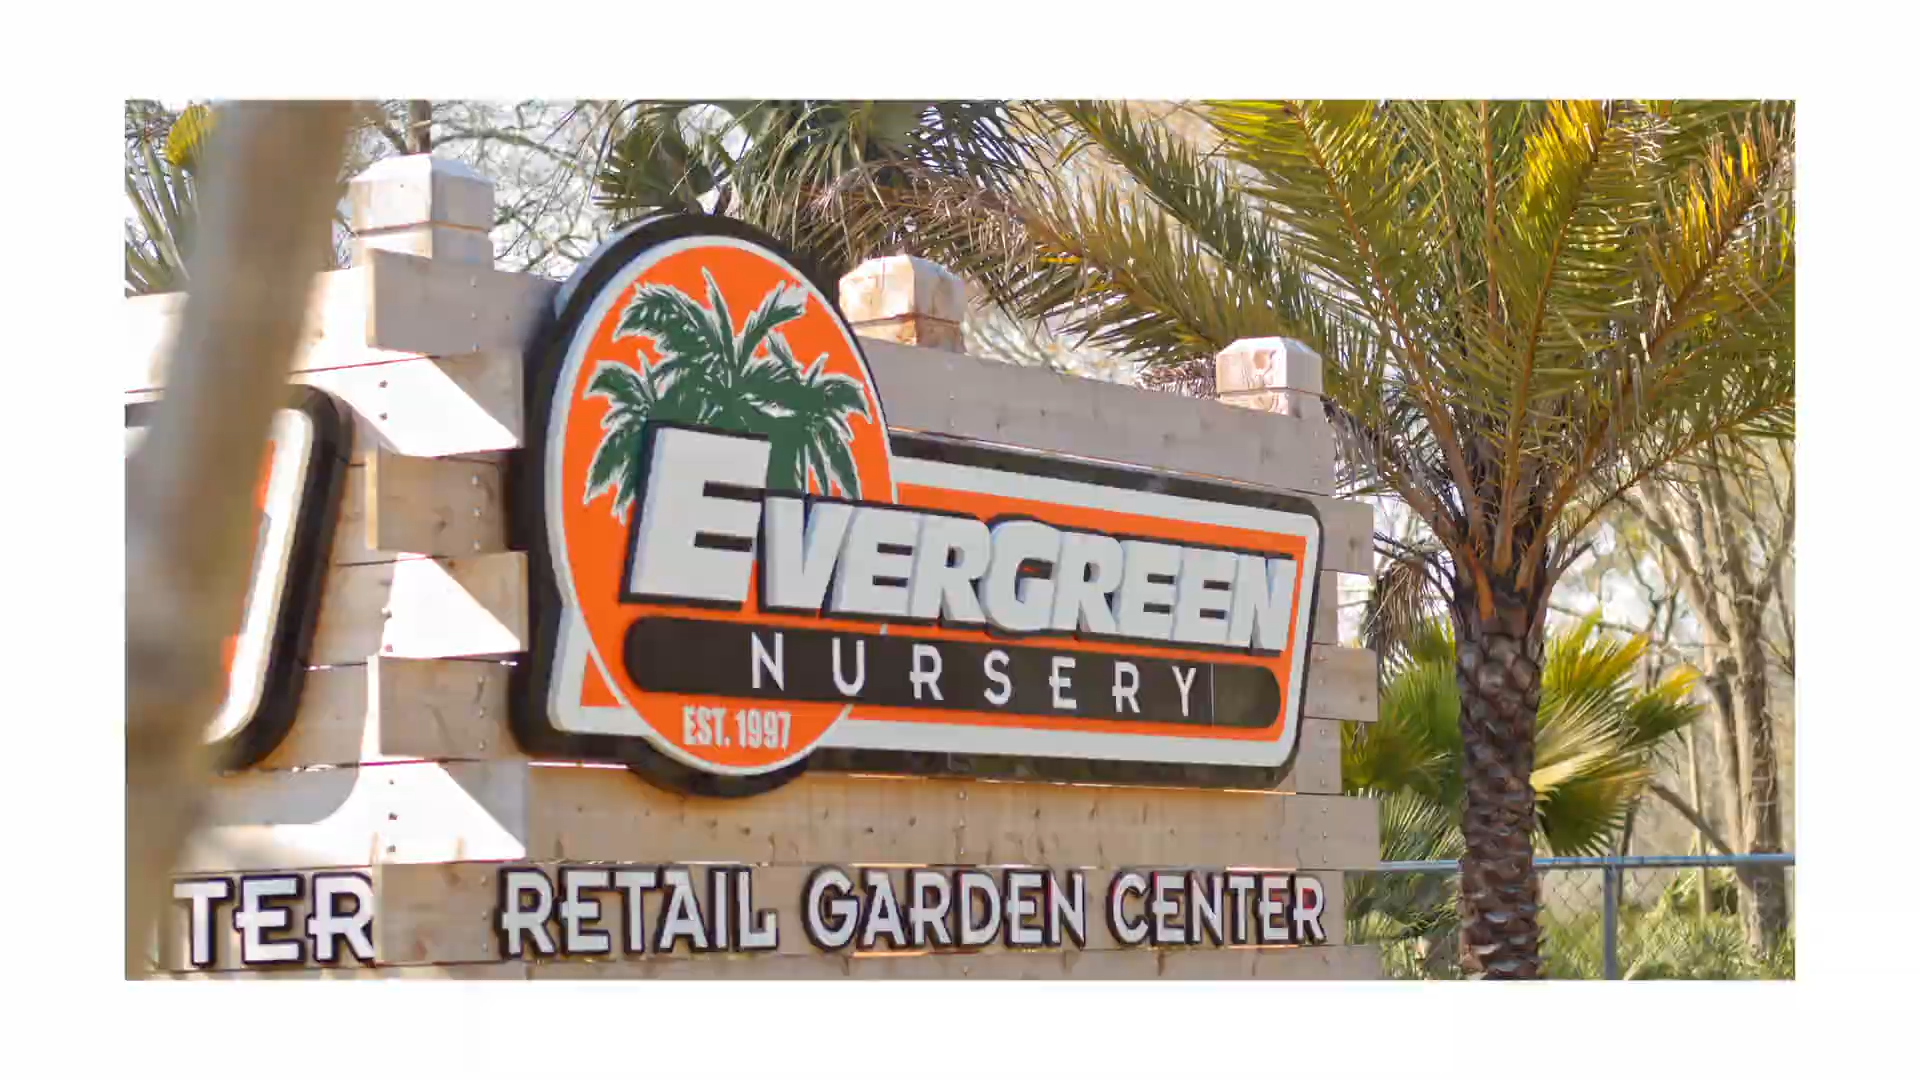 EVERGREEN
NURSERY
EST. 1997
TER
RETAIL GARDEN CENTER